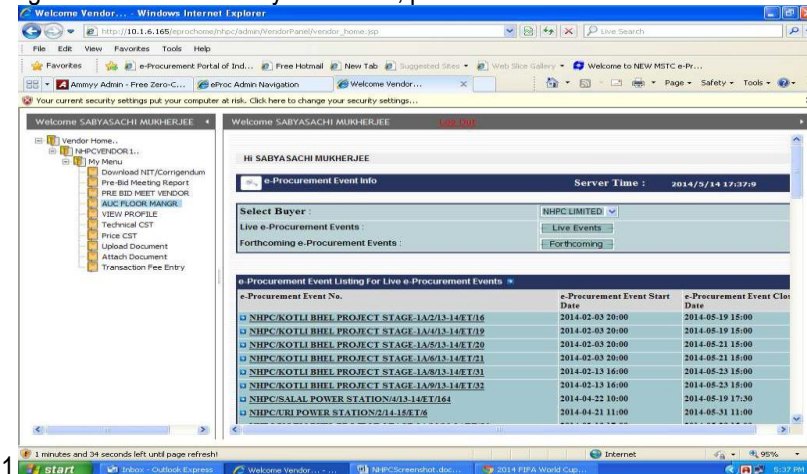 Welcome Vendor... - Windows Internet Explorer
http://10.1.6.165/eprochome/nhpc/admin/VendorPanel/vendor_home.jsp
Live Search
File Edit View Favorites Tools Help
Favorites e-Procurement Portal of Ind... Free Hotmail New Tab Suggested Sites Web Slice Gallery Welcome to NEW MSTC e-Pr...
Ammyy Admin - Free Zero-C... eProc Admin Navigation Welcome Vendor... Page Safety Tools
Your current security settings put your computer at risk. Click here to change your security settings...
Welcome SABYASACHI MUKHERJEE
Welcome SABYASACHI MUKHERJEE Log Out
Vendor Home..
NHPCVENDOR1..
My Menu
Download NIT/Corrigendum
Pre-Bid Meeting Report
PRE BID MEET VENDOR
AUC FLOOR MANGR
VIEW PROFILE
Technical CST
Price CST
Upload Document
Attach Document
Transaction Fee Entry
Hi SABYASACHI MUKHERJEE
e-Procurement Event Info Server Time : 2014/5/14 17:37:9
Select Buyer : NHPC LIMITED
Live e-Procurement Events : Live Events
Forthcoming e-Procurement Events : Forthcoming
e-Procurement Event Listing For Live e-Procurement Events
e-Procurement Event No. e-Procurement Event Start Date e-Procurement Event Clos Date
NHPC/KOTLI BHEL PROJECT STAGE-1A/2/13-14/ET/16 2014-02-03 20:00 2014-05-19 15:00
NHPC/KOTLI BHEL PROJECT STAGE-1A/4/13-14/ET/19 2014-02-03 20:00 2014-05-19 15:00
NHPC/KOTLI BHEL PROJECT STAGE-1A/5/13-14/ET/20 2014-02-03 20:00 2014-05-21 15:00
NHPC/KOTLI BHEL PROJECT STAGE-1A/6/13-14/ET/21 2014-02-03 20:00 2014-05-21 15:00
NHPC/KOTLI BHEL PROJECT STAGE-1A/8/13-14/ET/31 2014-02-13 16:00 2014-05-23 15:00
NHPC/KOTLI BHEL PROJECT STAGE-1A/9/13-14/ET/32 2014-02-13 16:00 2014-05-23 15:00
NHPC/SALAL POWER STATION/4/13-14/ET/164 2014-04-22 10:00 2014-05-19 17:30
NHPC/URI POWER STATION/2/14-15/ET/6 2014-04-21 11:00 2014-05-31 11:00
1 minutes and 34 seconds left until page refresh! Internet 95%
1
start Inbox - Outlook Express Welcome Vendor... - ... NHPCScreenshot.doc... 2014 FIFA World Cup... 5:37 PM